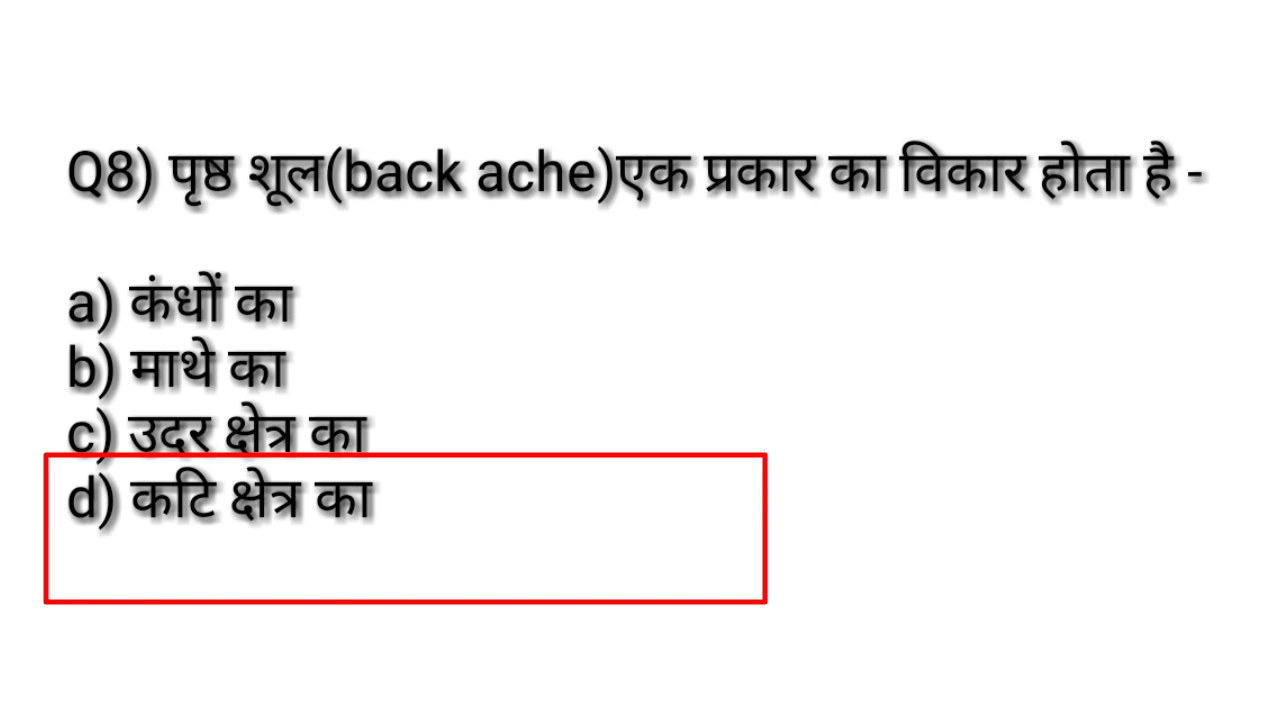 Q8) पृष्ठ शूल(back ache)एक प्रकार का विकार होता है -
a) कंधों का
b) माथे का
c) उदर क्षेत्र का
d) कटि क्षेत्र का